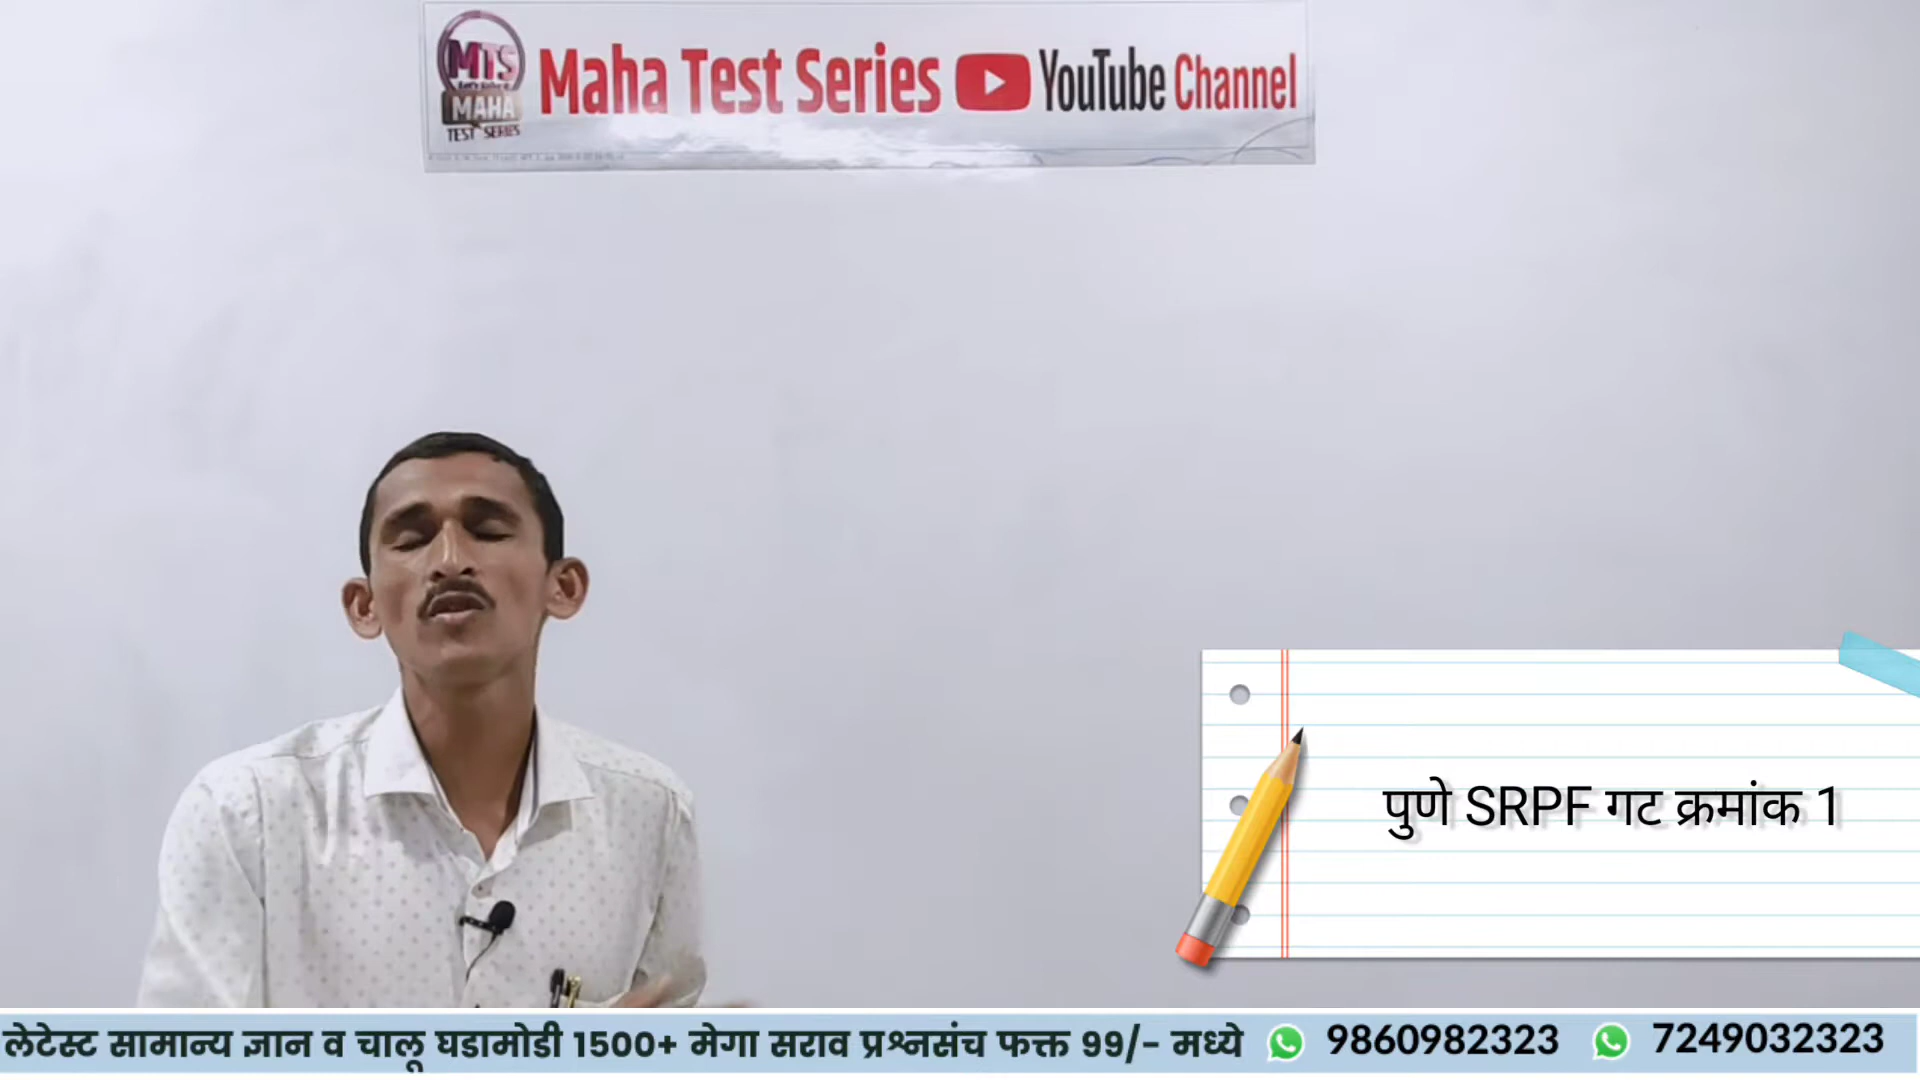 MTS
MAHA
TEST SERIES
Maha Test Series YouTube Channel
पुणे SRPF गट क्रमांक 1
लेटेस्ट सामान्य ज्ञान व चालू घडामोडी 1500+ मेगा सराव प्रश्नसंच फक्त 99/- मध्ये 9860982323 7249032323